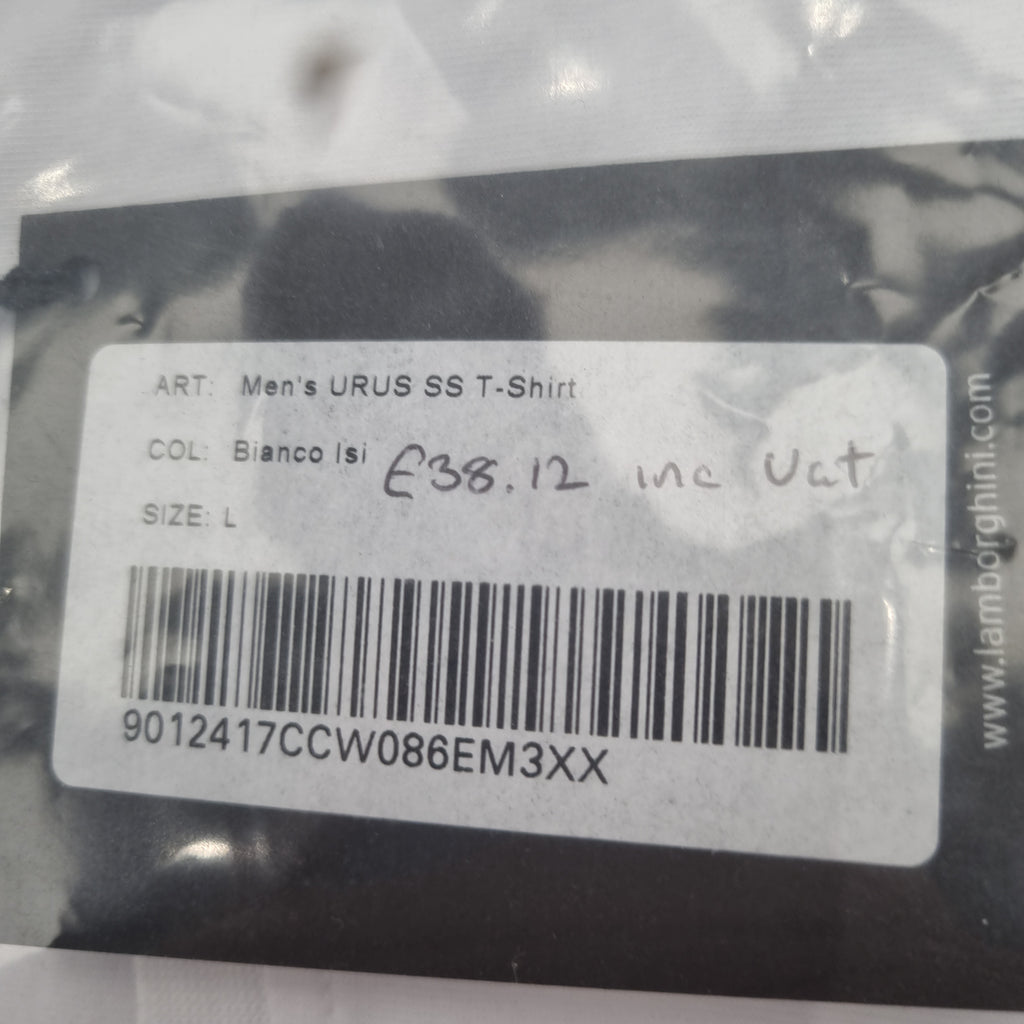 ART: Men's URUS SS T-Shirt
COL: Bianco Isi £38.12 inc Vat
SIZE: L
9012417CCW086EM3XX
www.lamborghini.com